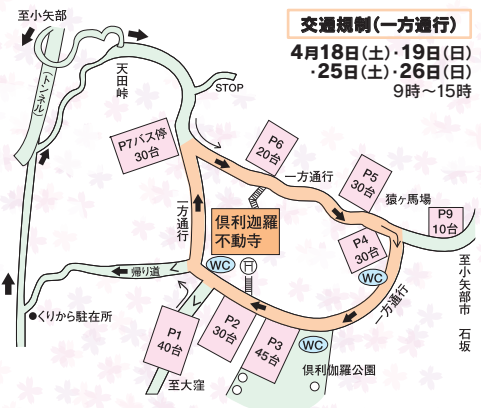 交通規制(一方通行)
4月18日(土)・19日(日)
・25日(土)・26日(日)
9時〜15時
至小矢部
(トンネル)
天田峠
STOP
P7バス停
30台
P6
20台
一方通行
P5
30台
猿ヶ馬場
P9
10台
一方通行
倶利迦羅
不動寺
P4
30台
WC
WC
至小矢部市 石坂
帰り道
一方通行
くりから駐在所
P1
40台
P2
30台
P3
45台
WC
至大窪
倶利伽羅公園